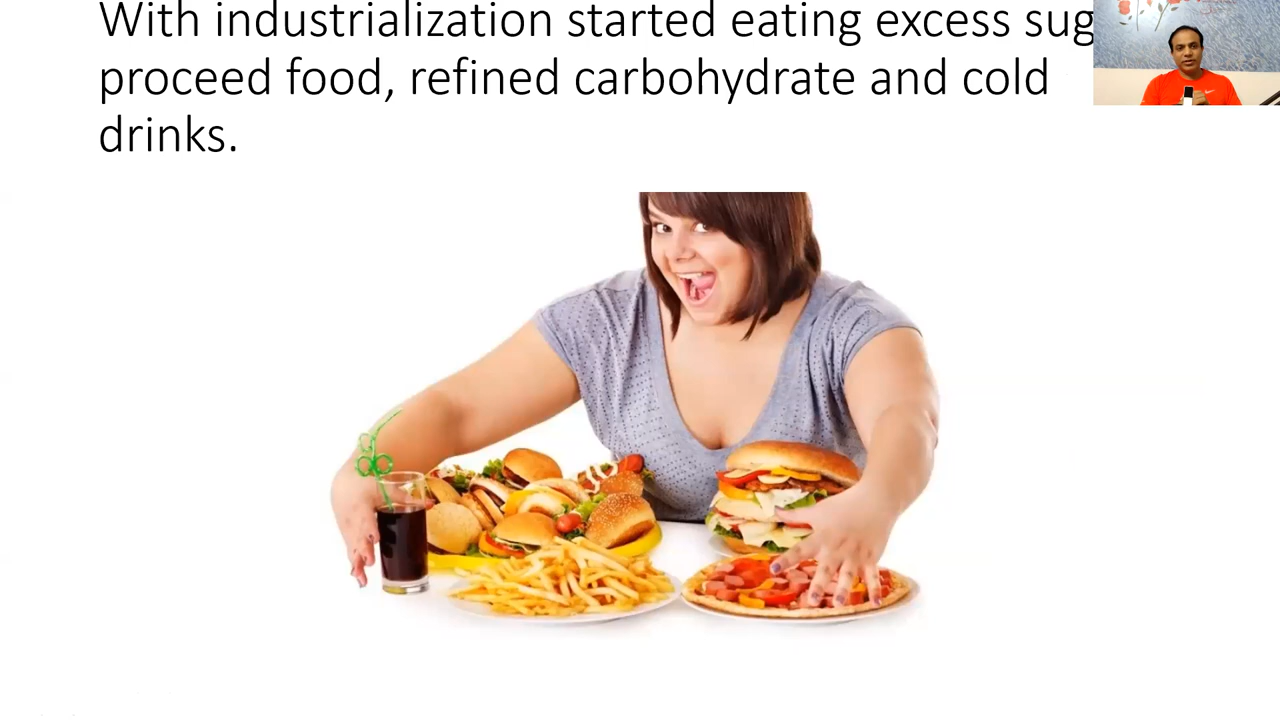 With industrialization started eating excess sug
proceed food, refined carbohydrate and cold
drinks.